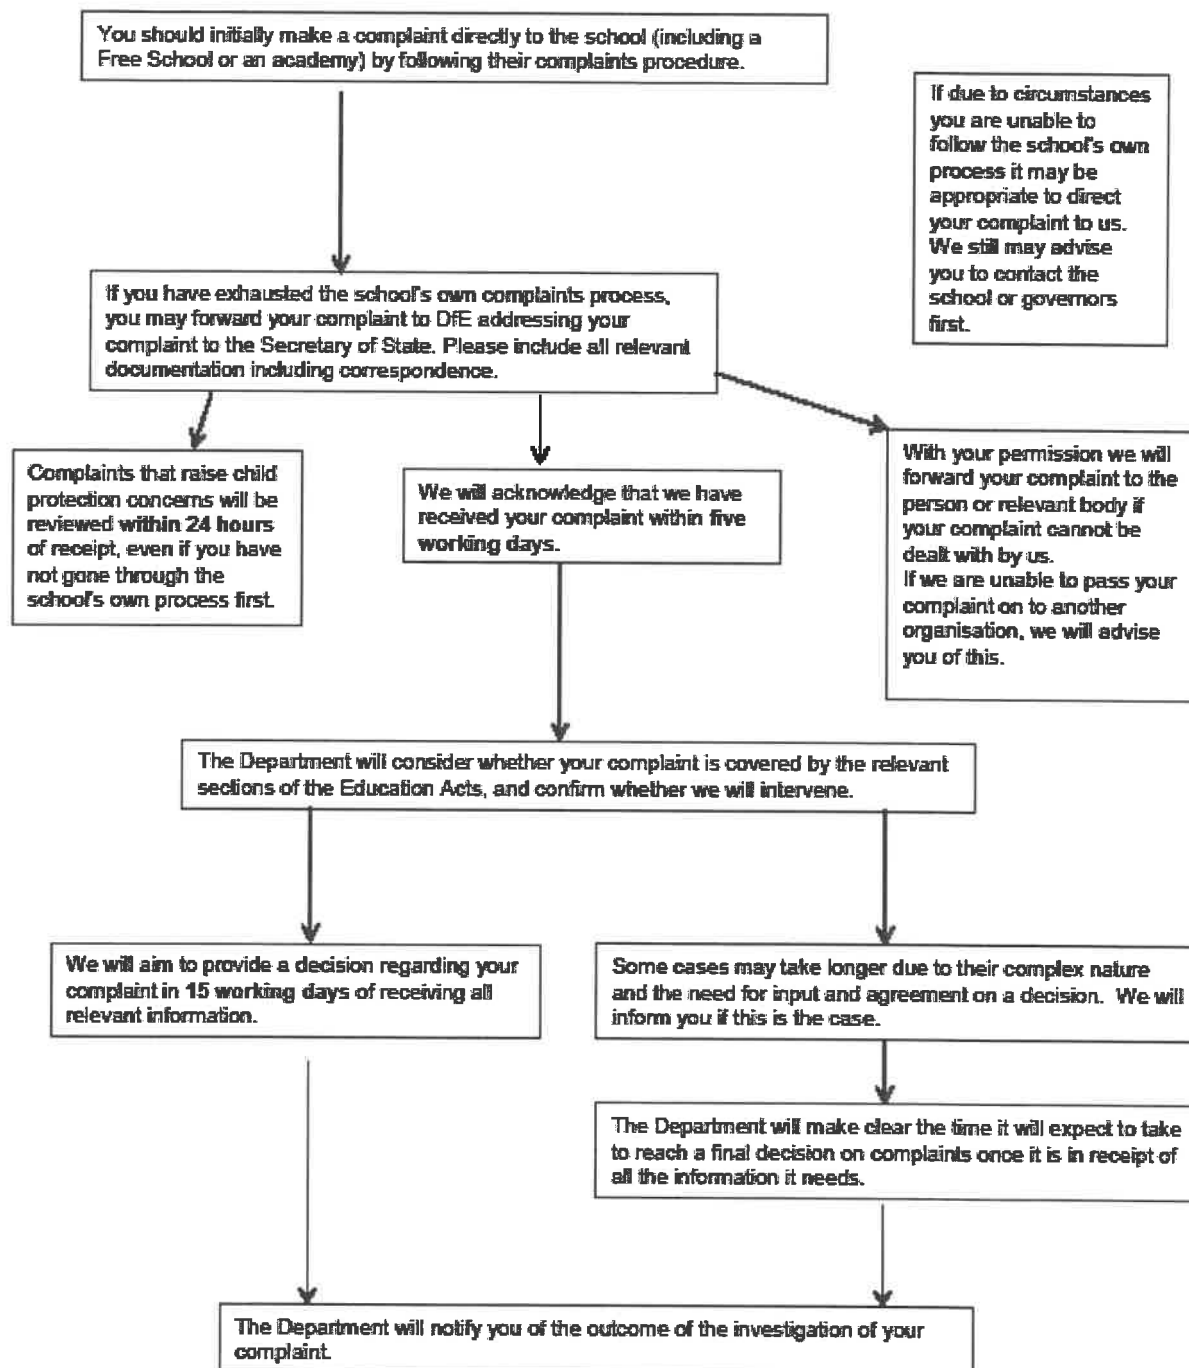 You should initially make a complaint directly to the school (including a
Free School or an academy) by following their complaints procedure.
If due to circumstances
you are unable to
follow the school's own
process it may be
appropriate to direct
your complaint to us.
We still may advise
you to contact the
school or governors
first.
If you have exhausted the school's own complaints process,
you may forward your complaint to DfE addressing your
complaint to the Secretary of State. Please include all relevant
documentation including correspondence.
Complaints that raise child
protection concerns will be
reviewed within 24 hours
of receipt, even if you have
not gone through the
school's own process first.
We will acknowledge that we have
received your complaint within five
working days.
With your permission we will
forward your complaint to the
person or relevant body if
your complaint cannot be
dealt with by us.
If we are unable to pass your
complaint on to another
organisation, we will advise
you of this.
The Department will consider whether your complaint is covered by the relevant
sections of the Education Acts, and confirm whether we will intervene.
We will aim to provide a decision regarding your
complaint in 15 working days of receiving all
relevant information.
Some cases may take longer due to their complex nature
and the need for input and agreement on a decision. We will
inform you if this is the case.
The Department will make clear the time it will expect to take
to reach a final decision on complaints once it is in receipt of
all the information it needs.
The Department will notify you of the outcome of the investigation of your
complaint.